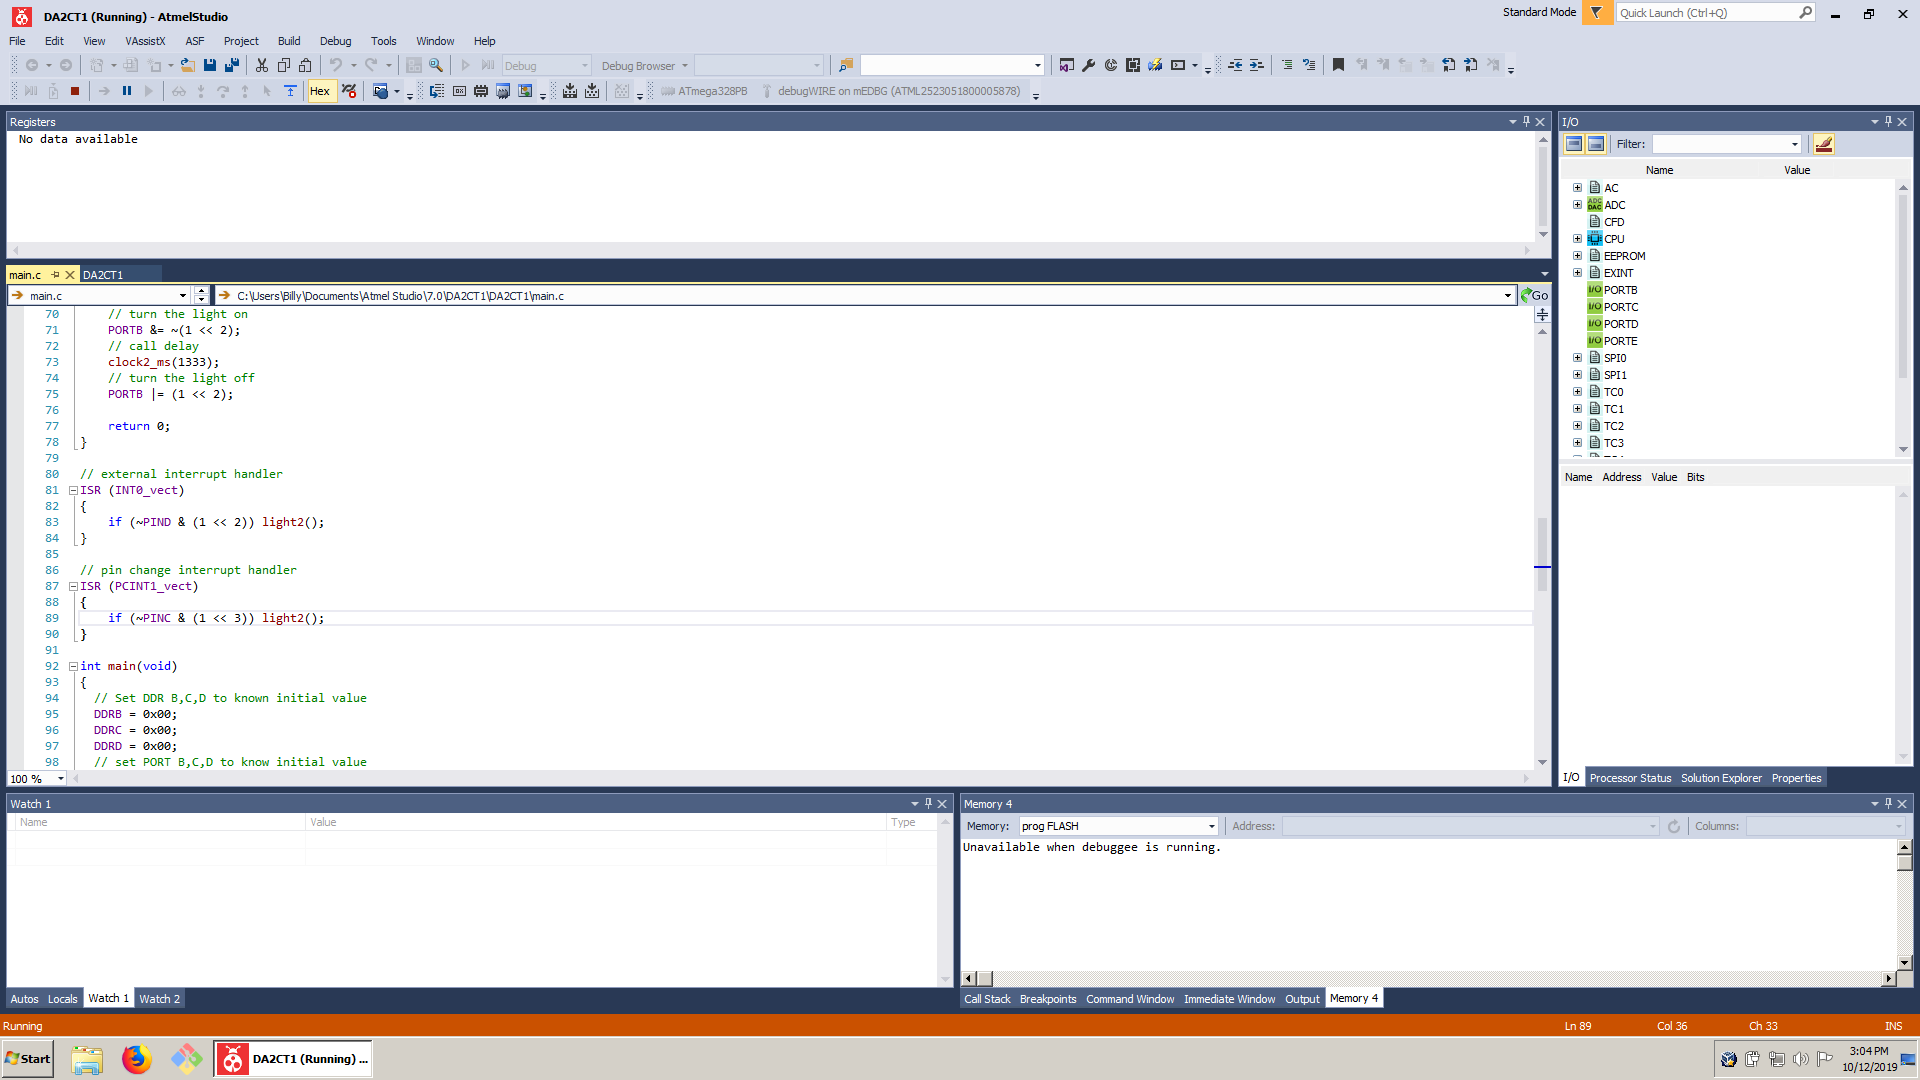 DA2CT1 (Running) - AtmelStudio
Standard Mode
Quick Launch (Ctrl+Q)
File Edit View VAssistX ASF Project Build Debug Tools Window Help
Debug
Debug Browser
Hex
ATmega328PB
debugWIRE on mEDBG (ATML2523051800005878)
Registers
No data available
main.c
DA2CT1
main.c
C:\Users\Billy\Documents\Atmel Studio\7.0\DA2CT1\DA2CT1\main.c
Go
70 // turn the light on
71 PORTB &= ~(1 << 2);
72 // call delay
73 clock2_ms(1333);
74 // turn the light off
75 PORTB |= (1 << 2);
76
77 return 0;
78 }
79
80 // external interrupt handler
81 ISR (INT0_vect)
82 {
83 if (~PIND & (1 << 2)) light2();
84 }
85
86 // pin change interrupt handler
87 ISR (PCINT1_vect)
88 {
89 if (~PINC & (1 << 3)) light2();
90 }
91
92 int main(void)
93 {
94 // Set DDR B,C,D to known initial value
95 DDRB = 0x00;
96 DDRC = 0x00;
97 DDRD = 0x00;
98 // set PORT B,C,D to know initial value
100 %
I/O
Filter:
Name Value
AC
ADC DAC ADC
CFD
CPU
EEPROM
EXINT
I/O PORTB
I/O PORTC
I/O PORTD
I/O PORTE
SPI0
SPI1
TC0
TC1
TC2
TC3
Name Address Value Bits
I/O Processor Status Solution Explorer Properties
Watch 1
Name Value Type
Autos Locals Watch 1 Watch 2
Memory 4
Memory: prog FLASH Address: Columns:
Unavailable when debuggee is running.
Call Stack Breakpoints Command Window Immediate Window Output Memory 4
Running
Ln 89 Col 36 Ch 33 INS
Start
DA2CT1 (Running) ...
3:04 PM
10/12/2019